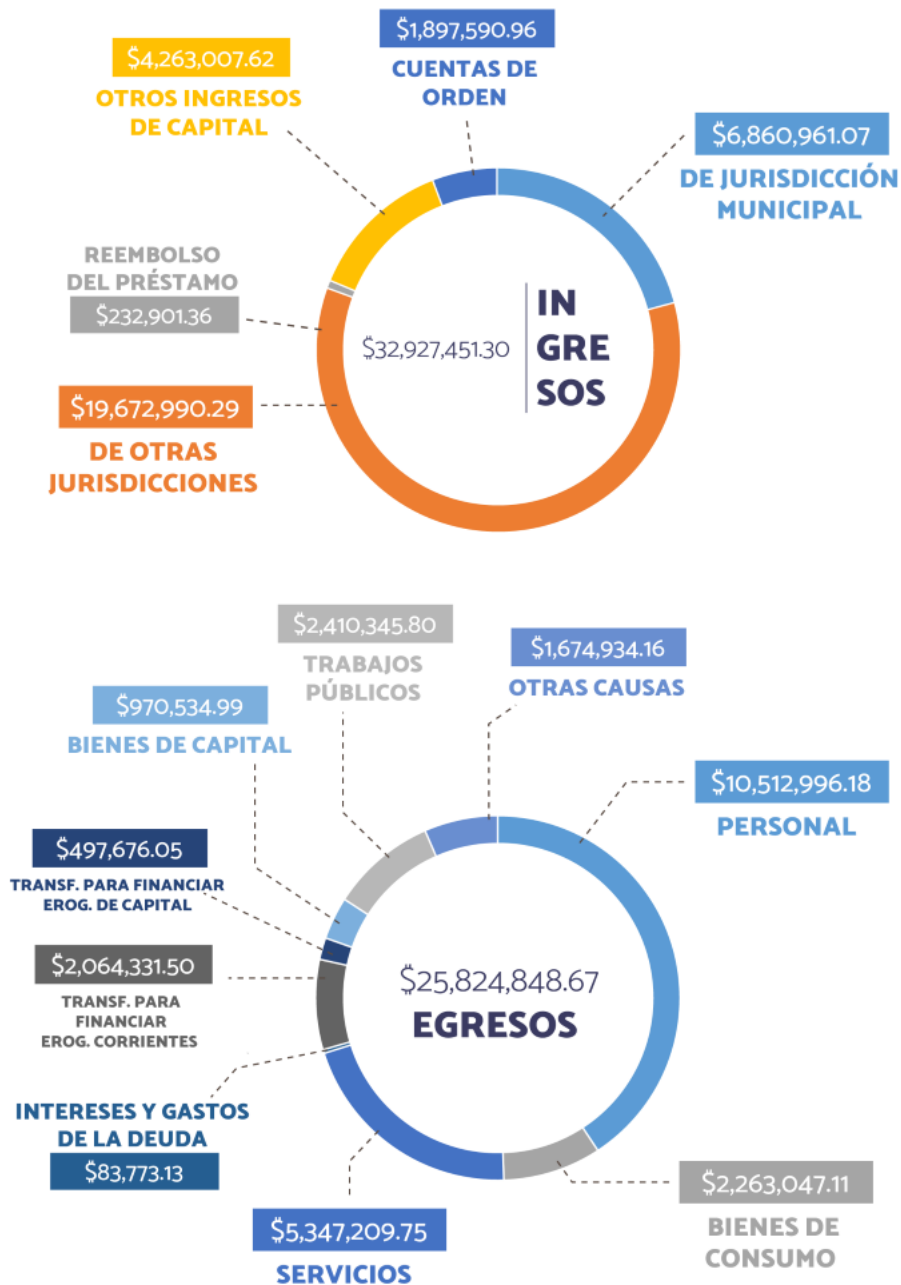 $1,897,590.96
CUENTAS DE
ORDEN
$4,263,007.62
OTROS INGRESOS
DE CAPITAL
$6,860,961.07
DE JURISDICCIÓN
MUNICIPAL
REEMBOLSO
DEL PRÉSTAMO
$232,901.36
$32,927,451.30
IN
GRE
SOS
$19,672,990.29
DE OTRAS
JURISDICCIONES
$2,410,345.80
TRABAJOS
PÚBLICOS
$1,674,934.16
OTRAS CAUSAS
$970,534.99
BIENES DE CAPITAL
$10,512,996.18
PERSONAL
$497,676.05
TRANSF. PARA FINANCIAR
EROG. DE CAPITAL
$2,064,331.50
TRANSF. PARA
FINANCIAR
EROG. CORRIENTES
$25,824,848.67
EGRESOS
INTERESES Y GASTOS
DE LA DEUDA
$83,773.13
$5,347,209.75
SERVICIOS
$2,263,047.11
BIENES DE
CONSUMO